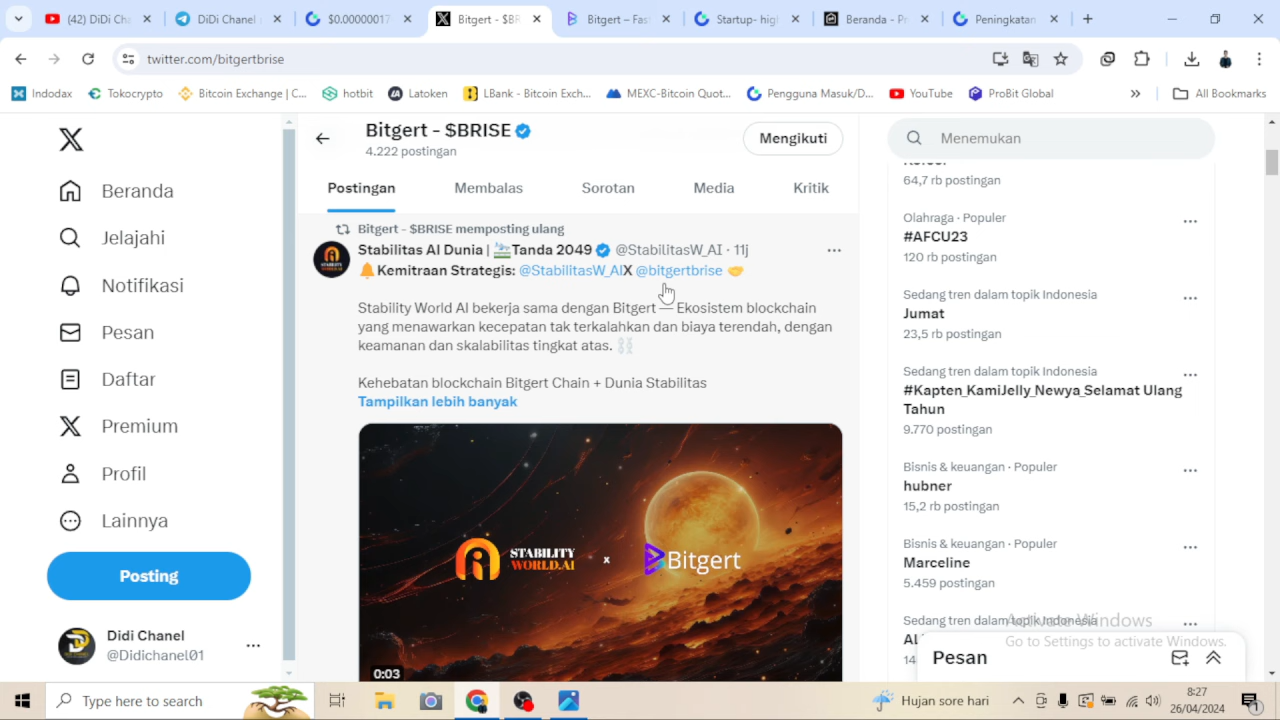 (42) DiDi Cha
DiDi Chanel
$0.00000017
Bitgert - $BR
Bitgert – Fas
Startup- hig
Beranda - Pr
Peningkatan
twitter.com/bitgertbrise
Indodax
Tokocrypto
Bitcoin Exchange | C...
hotbit
Latoken
LBank - Bitcoin Exch...
MEXC-Bitcoin Quot...
Pengguna Masuk/D...
YouTube
ProBit Global
All Bookmarks
Beranda
Jelajahi
Notifikasi
Pesan
Daftar
Premium
Profil
Lainnya
Posting
Didi Chanel
@Didichanel01
Bitgert - $BRISE
4.222 postingan
Mengikuti
Postingan
Membalas
Sorotan
Media
Kritik
Bitgert - $BRISE memposting ulang
Stabilitas AI Dunia | Tanda 2049 @StabilitasW_AI · 11j
Kemitraan Strategis: @StabilitasW_AIX @bitgertbrise
Stability World AI bekerja sama dengan Bitgert — Ekosistem blockchain
yang menawarkan kecepatan tak terkalahkan dan biaya terendah, dengan
keamanan dan skalabilitas tingkat atas.
Kehebatan blockchain Bitgert Chain + Dunia Stabilitas
Tampilkan lebih banyak
STABILITY
WORLD.AI
x
Bitgert
0:03
Menemukan
64,7 rb postingan
Olahraga · Populer
#AFCU23
120 rb postingan
Sedang tren dalam topik Indonesia
Jumat
23,5 rb postingan
Sedang tren dalam topik Indonesia
#Kapten_KamiJelly_Newya_Selamat Ulang
Tahun
9.770 postingan
Bisnis & keuangan · Populer
hubner
15,2 rb postingan
Bisnis & keuangan · Populer
Marceline
5.459 postingan
Sedang tren dalam topik Indonesia
Activate Windows
Go to Settings to activate Windows.
Pesan
Type here to search
Hujan sore hari
8:27
26/04/2024
1